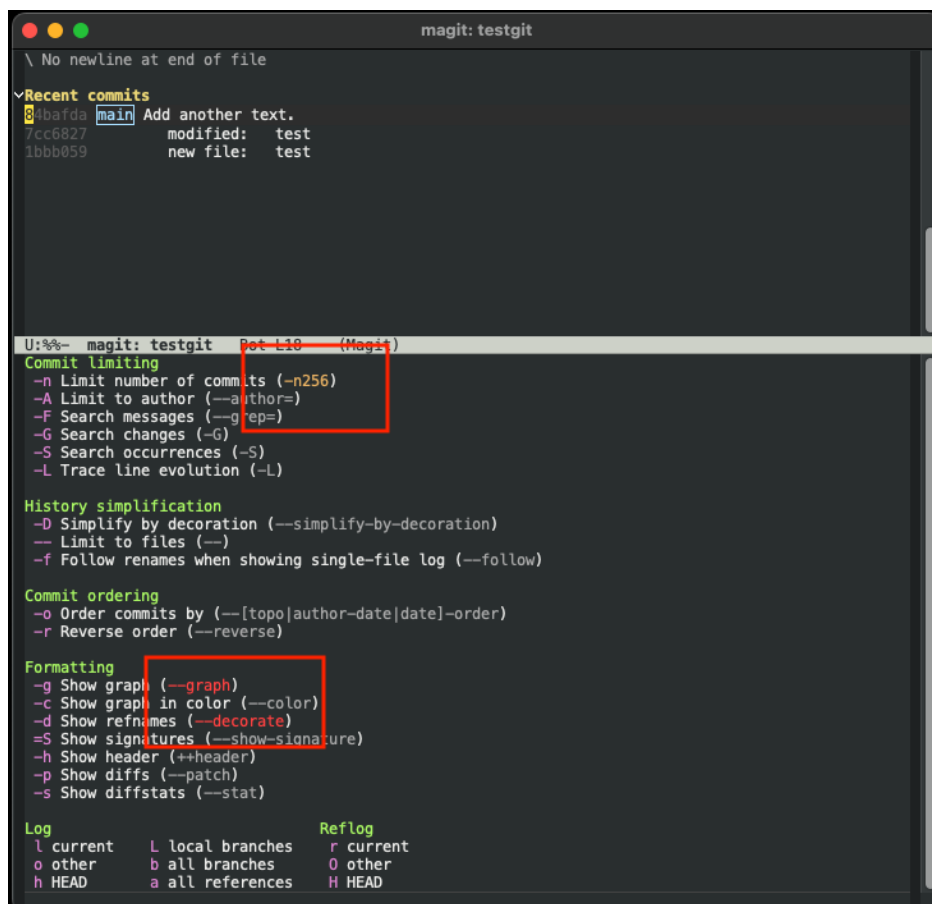 magit: testgit
\ No newline at end of file
Recent commits
84bafda main Add another text.
7cc6827 modified: test
1bbb059 new file: test
U:%%- magit: testgit Bot L18 (Magit)
Commit limiting
-n Limit number of commits (-n256)
-A Limit to author (--author=)
-F Search messages (--grep=)
-G Search changes (-G)
-S Search occurrences (-S)
-L Trace line evolution (-L)
History simplification
-D Simplify by decoration (--simplify-by-decoration)
-- Limit to files (--)
-f Follow renames when showing single-file log (--follow)
Commit ordering
-o Order commits by (--[topo|author-date|date]-order)
-r Reverse order (--reverse)
Formatting
-g Show graph (--graph)
-c Show graph in color (--color)
-d Show refnames (--decorate)
=S Show signatures (--show-signature)
-h Show header (++header)
-p Show diffs (--patch)
-s Show diffstats (--stat)
Log Reflog
l current L local branches r current
o other b all branches O other
h HEAD a all references H HEAD